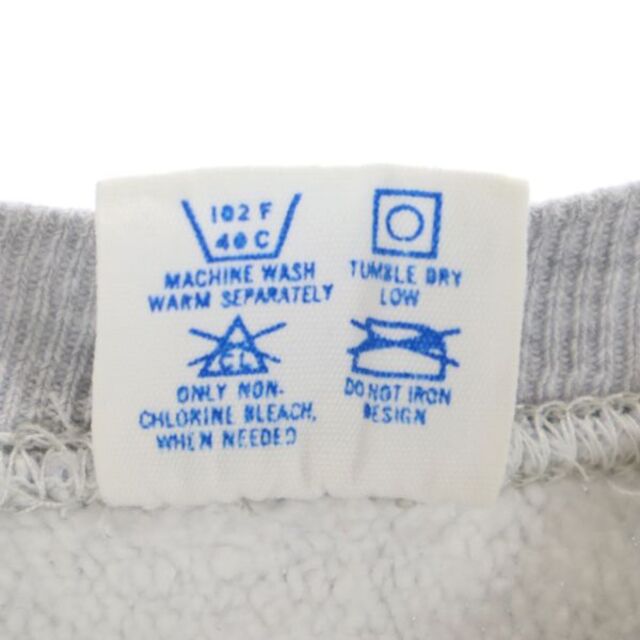 102 F
40 C
MACHINE WASH
WARM SEPARATELY
TUMBLE DRY
LOW
CL
ONLY NON-
CHLORINE BLEACH,
WHEN NEEDED
DO NOT IRON
DESIGN